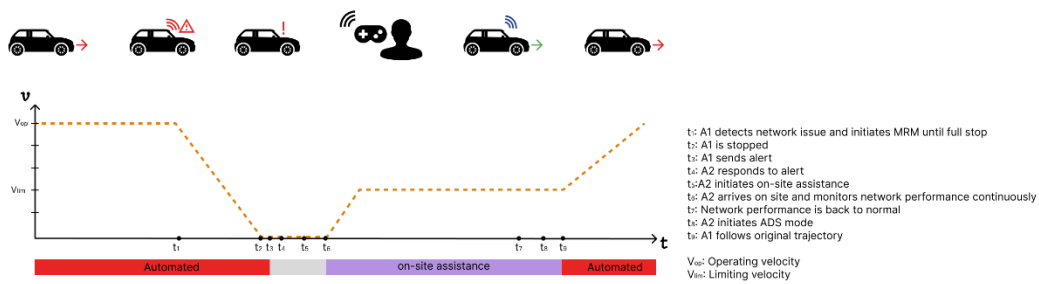 !
v
Vop
t₁: A1 detects network issue and initiates MRM until full stop
t₂: A1 is stopped
t₃: A1 sends alert
t₄: A2 responds to alert
Vlim
t₅:A2 initiates on-site assistance
t₆: A2 arrives on site and monitors network performance continuously
t₇: Network performance is back to normal
t₈: A2 initiates ADS mode
t₉: A1 follows original trajectory
t₁ t₂ t₃ t₄ t₅ t₆ t₇ t₈ t₉ t
Automated on-site assistance Automated
Vop: Operating velocity
Vlim: Limiting velocity